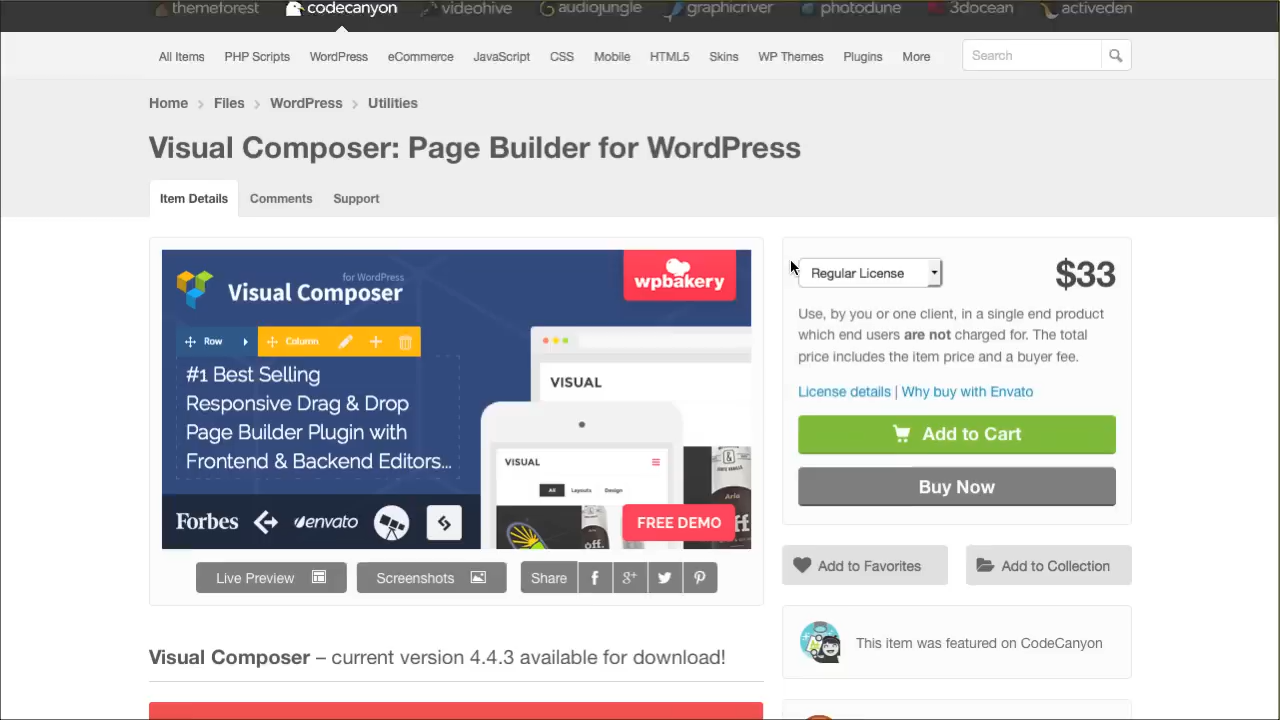 themeforest codecanyon videohive audiojungle graphicriver photodune 3docean activeden
All Items PHP Scripts WordPress eCommerce JavaScript CSS Mobile HTML5 Skins WP Themes Plugins More Search
Home > Files > WordPress > Utilities
Visual Composer: Page Builder for WordPress
Item Details Comments Support
for WordPress
Visual Composer
wpbakery
Row Column
#1 Best Selling
Responsive Drag & Drop
Page Builder Plugin with
Frontend & Backend Editors...
VISUAL
VISUAL
All Layouts Design
Arla
off.
off.
Forbes envato
FREE DEMO
Live Preview Screenshots Share f g+
Visual Composer – current version 4.4.3 available for download!
Regular License $33
Use, by you or one client, in a single end product
which end users are not charged for. The total
price includes the item price and a buyer fee.
License details | Why buy with Envato
Add to Cart
Buy Now
Add to Favorites Add to Collection
This item was featured on CodeCanyon